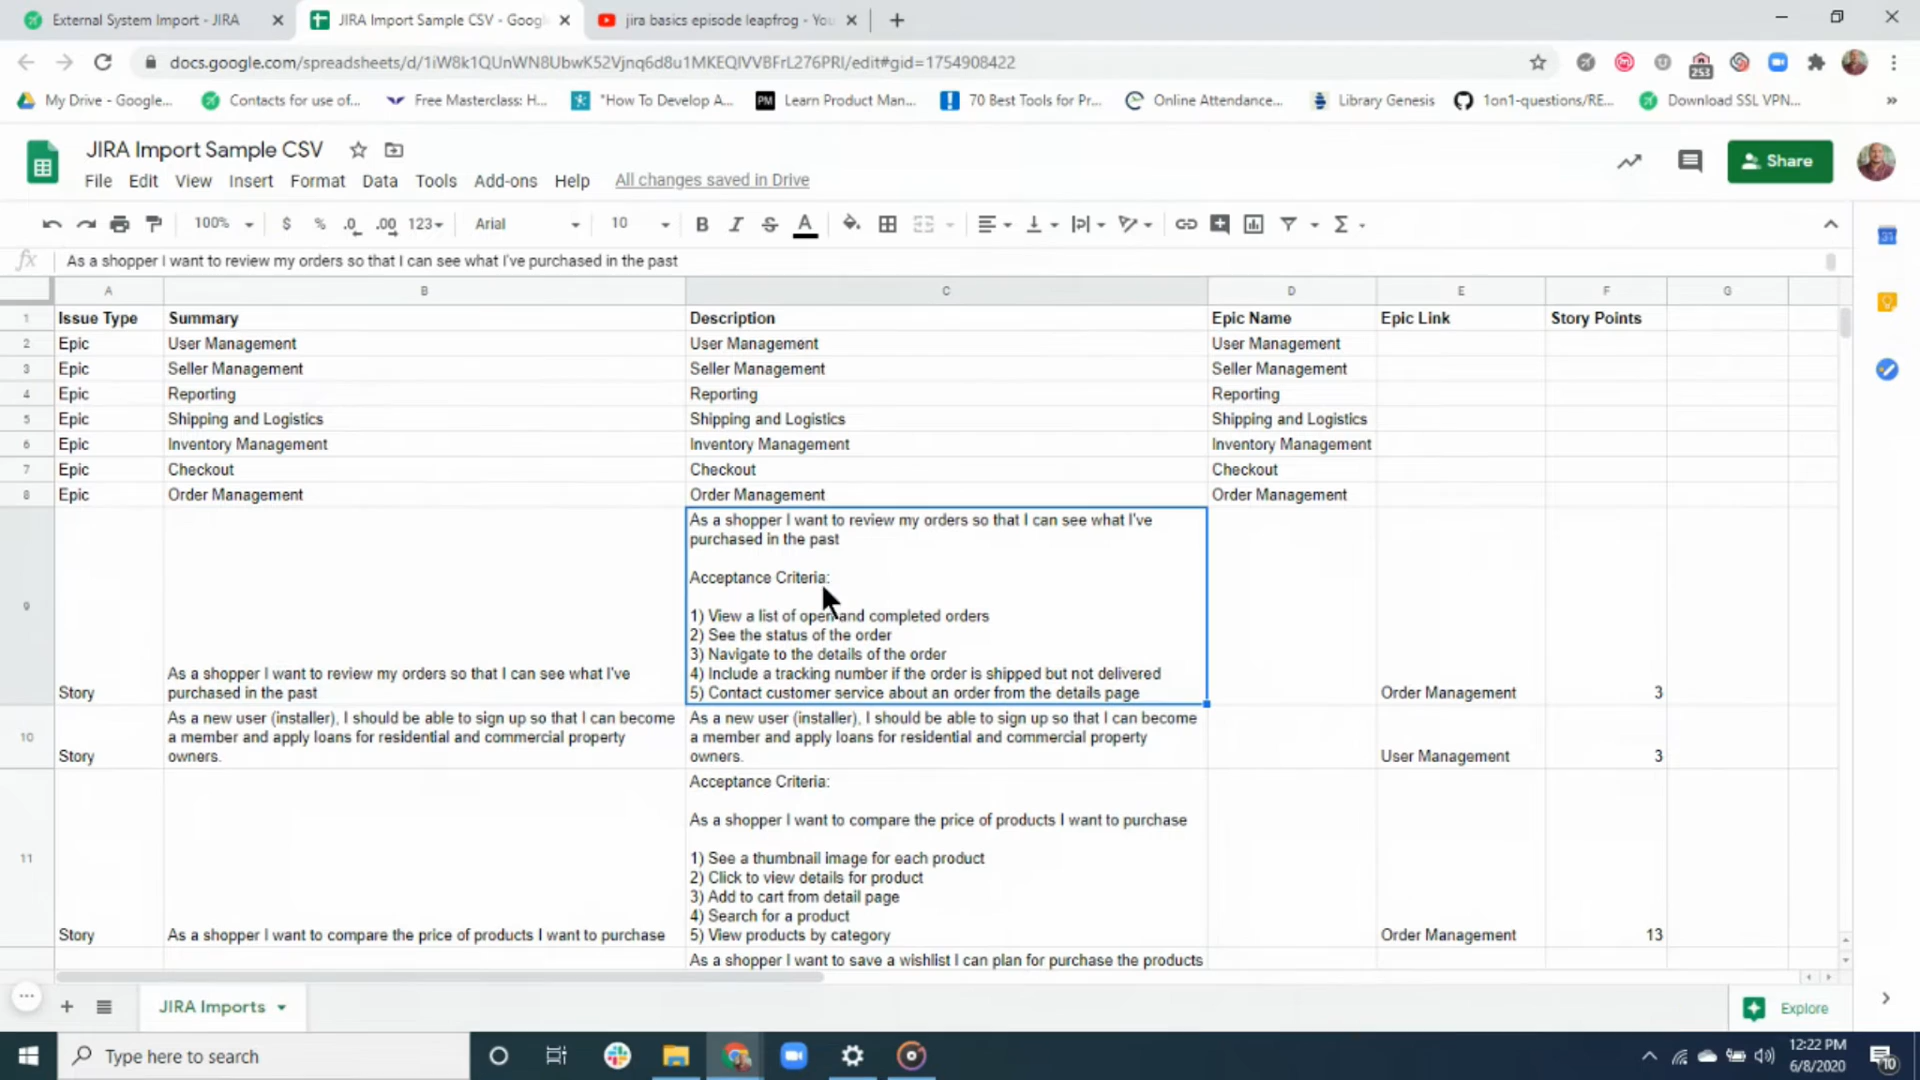 External System Import - JIRA
JIRA Import Sample CSV - Goog
jira basics episode leapfrog - You
docs.google.com/spreadsheets/d/1iW8k1QUnWN8UbwK52Vjnq6d8u1MKEQIVVBFrL276PRI/edit#gid=1754908422
253
My Drive - Google...
Contacts for use of...
Free Masterclass: H...
"How To Develop A...
PM
Learn Product Man...
70 Best Tools for Pr...
Online Attendance...
Library Genesis
1on1-questions/RE...
Download SSL VPN...
»
JIRA Import Sample CSV
File Edit View Insert Format Data Tools Add-ons Help
All changes saved in Drive
Share
100% $ % .0 .00 123 Arial 10 B I S A Σ
31
fx As a shopper I want to review my orders so that I can see what I've purchased in the past
A B C D E F G
1 Issue Type Summary Description Epic Name Epic Link Story Points
2 Epic User Management User Management User Management
3 Epic Seller Management Seller Management Seller Management
4 Epic Reporting Reporting Reporting
5 Epic Shipping and Logistics Shipping and Logistics Shipping and Logistics
6 Epic Inventory Management Inventory Management Inventory Management
7 Epic Checkout Checkout Checkout
8 Epic Order Management Order Management Order Management
9
Story
As a shopper I want to review my orders so that I can see what I've
purchased in the past
As a shopper I want to review my orders so that I can see what I've
purchased in the past
Acceptance Criteria:
1) View a list of open and completed orders
2) See the status of the order
3) Navigate to the details of the order
4) Include a tracking number if the order is shipped but not delivered
5) Contact customer service about an order from the details page
Order Management
3
10
Story
As a new user (installer), I should be able to sign up so that I can become
a member and apply loans for residential and commercial property
owners.
As a new user (installer), I should be able to sign up so that I can become
a member and apply loans for residential and commercial property
owners.
User Management
3
11
Story
As a shopper I want to compare the price of products I want to purchase
Acceptance Criteria:
As a shopper I want to compare the price of products I want to purchase
1) See a thumbnail image for each product
2) Click to view details for product
3) Add to cart from detail page
4) Search for a product
5) View products by category
Order Management
13
As a shopper I want to save a wishlist I can plan for purchase the products
JIRA Imports
Explore
Type here to search
12:22 PM
6/8/2020
10